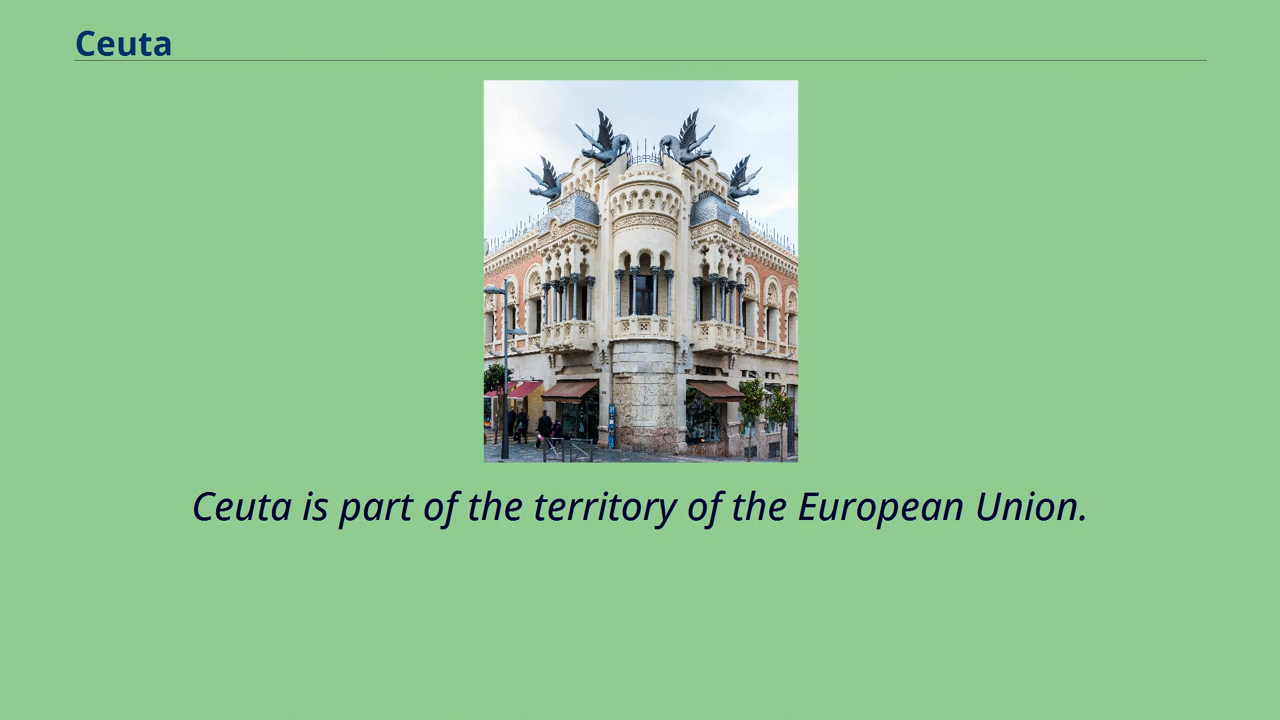 Ceuta
Ceuta is part of the territory of the European Union.